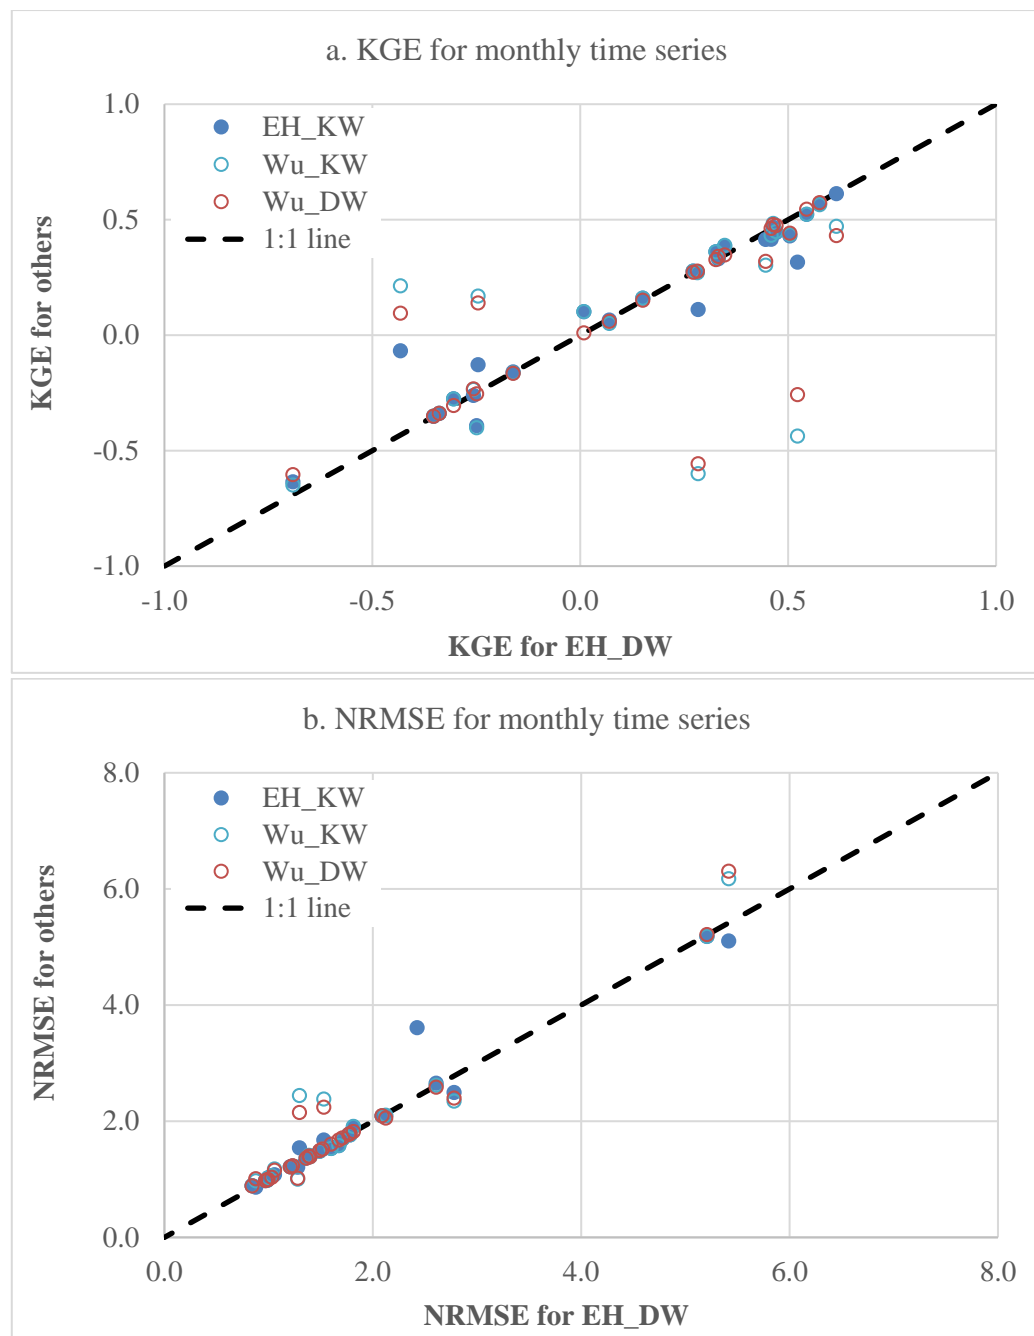 a. KGE for monthly time series
1.0
0.5
0.0
-0.5
-1.0
KGE for others
EH_KW
Wu_KW
Wu_DW
1:1 line
-1.0 -0.5 0.0 0.5 1.0
KGE for EH_DW
b. NRMSE for monthly time series
8.0
6.0
4.0
2.0
0.0
NRMSE for others
EH_KW
Wu_KW
Wu_DW
1:1 line
0.0 2.0 4.0 6.0 8.0
NRMSE for EH_DW